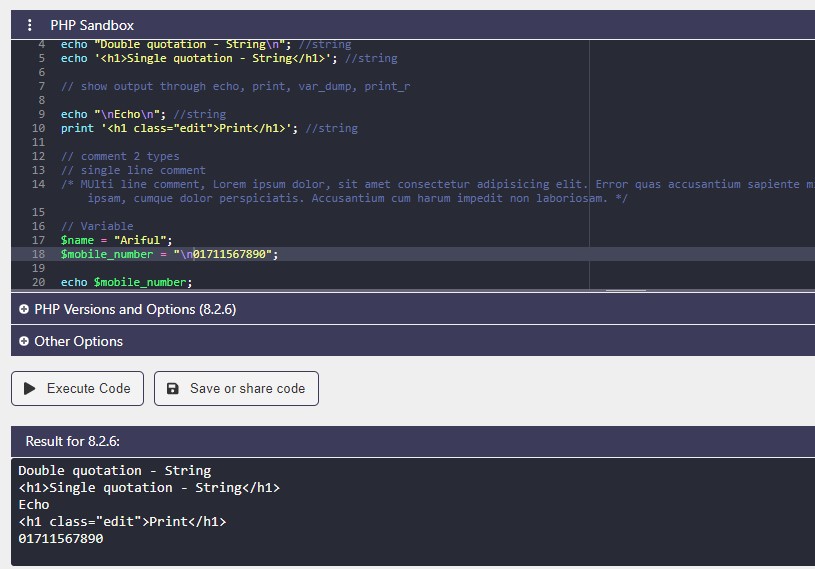 PHP Sandbox
4 echo "Double quotation - String\n"; //string
5 echo '<h1>Single quotation - String</h1>'; //string
6
7 // show output through echo, print, var_dump, print_r
8
9 echo "\nEcho\n"; //string
10 print '<h1 class="edit">Print</h1>'; //string
11
12 // comment 2 types
13 // single line comment
14 /* MUlti line comment, Lorem ipsum dolor, sit amet consectetur adipisicing elit. Error quas accusantium sapiente m
ipsam, cumque dolor perspiciatis. Accusantium cum harum impedit non laboriosam. */
15
16 // Variable
17 $name = "Ariful";
18 $mobile_number = "\n01711567890";
19
20 echo $mobile_number;
PHP Versions and Options (8.2.6)
Other Options
Execute Code Save or share code
Result for 8.2.6:
Double quotation - String
<h1>Single quotation - String</h1>
Echo
<h1 class="edit">Print</h1>
01711567890